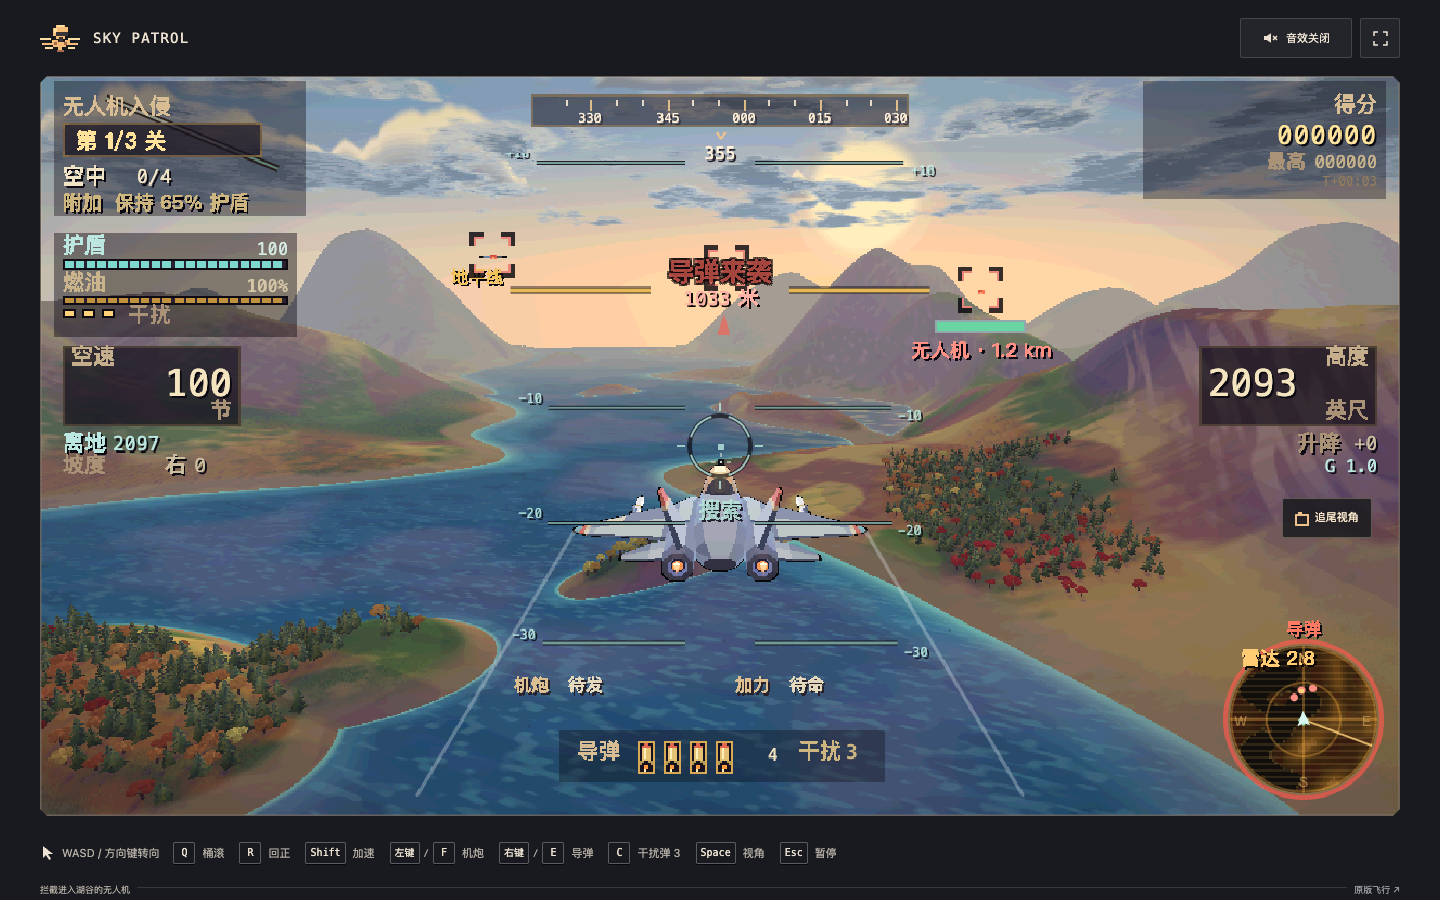 SKY PATROL
音效关闭
无人机入侵
第 1/3 关
空中 0/4
附加 保持 65% 护盾
护盾 100
燃油 100%
干扰
空速
100
节
离地 2097
坡度 右 0
330 345 000 015 030
355
+10 +10
地平线
导弹来袭
1033 米
无人机 · 1.2 km
-10 -10
搜索
-20 -20
-30 -30
机炮 待发 加力 待命
导弹 4 干扰 3
得分
000000
最高 000000
T+00:03
高度
2093
英尺
升降 +0
G 1.0
追尾视角
导弹
雷达 2.8
N
W E
S
WASD / 方向键转向 Q 桶滚 R 回正 Shift 加速 左键 / F 机炮 右键 / E 导弹 C 干扰弹 3 Space 视角 Esc 暂停
拦截进入湖谷的无人机
原版飞行 ↗